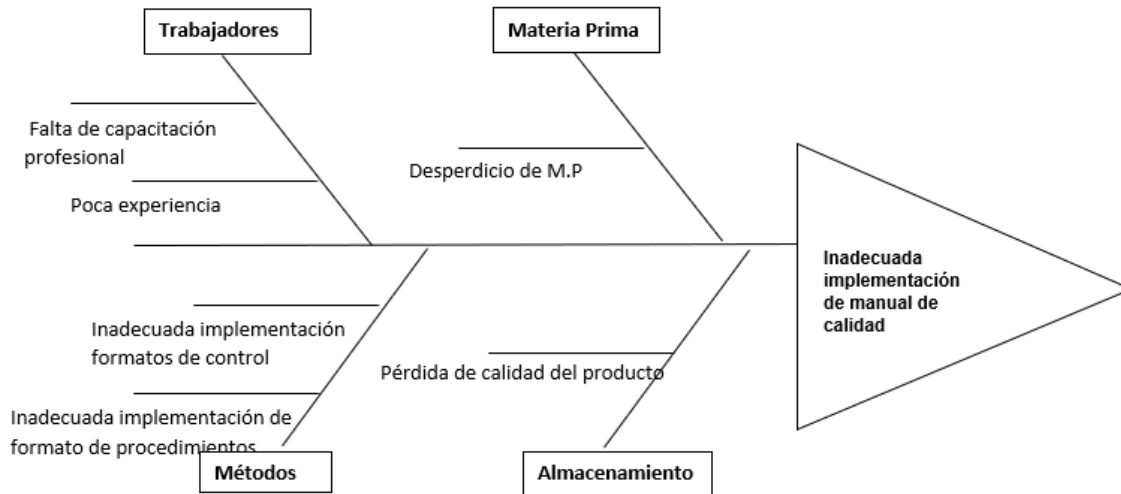 Trabajadores
Materia Prima
Falta de capacitación
profesional
Desperdicio de M.P
Poca experiencia
Inadecuada
implementación
de manual de
calidad
Inadecuada implementación
formatos de control
Pérdida de calidad del producto
Inadecuada implementación de
formato de procedimientos
Métodos
Almacenamiento